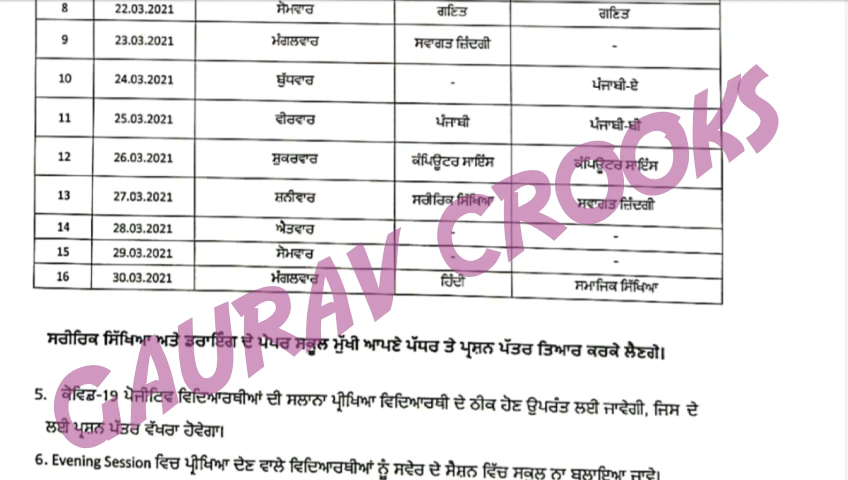 8 22.03.2021 ਸੋਮਵਾਰ ਗਣਿਤ ਗਣਿਤ
9 23.03.2021 ਮੰਗਲਵਾਰ ਸਵਾਗਤ ਜ਼ਿੰਦਗੀ -
10 24.03.2021 ਬੁੱਧਵਾਰ - ਪੰਜਾਬੀ-ਏ
11 25.03.2021 ਵੀਰਵਾਰ ਪੰਜਾਬੀ ਪੰਜਾਬੀ-ਬੀ
12 26.03.2021 ਸ਼ੁਕਰਵਾਰ ਕੰਪਿਊਟਰ ਸਾਇੰਸ ਕੰਪਿਊਟਰ ਸਾਇੰਸ
13 27.03.2021 ਸ਼ਨੀਵਾਰ ਸਰੀਰਿਕ ਸਿੱਖਿਆ ਸਵਾਗਤ ਜ਼ਿੰਦਗੀ
14 28.03.2021 ਐਤਵਾਰ - -
15 29.03.2021 ਸੋਮਵਾਰ - -
16 30.03.2021 ਮੰਗਲਵਾਰ ਹਿੰਦੀ ਸਮਾਜਿਕ ਸਿੱਖਿਆ
ਸਰੀਰਿਕ ਸਿੱਖਿਆ ਅਤੇ ਡਰਾਇੰਗ ਦੇ ਪੇਪਰ ਸਕੂਲ ਮੁੱਖੀ ਆਪਣੇ ਪੱਧਰ ਤੇ ਪ੍ਰਸ਼ਨ ਪੱਤਰ ਤਿਆਰ ਕਰਕੇ ਲੈਣਗੇ।
5. ਕੋਵਿਡ-19 ਪੋਜੀਟਿਵ ਵਿਦਿਆਰਥੀਆਂ ਦੀ ਸਲਾਨਾ ਪ੍ਰੀਖਿਆ ਵਿਦਿਆਰਥੀ ਦੇ ਠੀਕ ਹੋਣ ਉਪਰੰਤ ਲਈ ਜਾਵੇਗੀ, ਜਿਸ ਦੇ
ਲਈ ਪ੍ਰਸ਼ਨ ਪੱਤਰ ਵੱਖਰਾ ਹੋਵੇਗਾ।
6. Evening Session ਵਿਚ ਪ੍ਰੀਖਿਆ ਦੇਣ ਵਾਲੇ ਵਿਦਿਆਰਥੀਆਂ ਨੂੰ ਸਵੇਰ ਦੇ ਸੈਸ਼ਨ ਵਿੱਚ ਸਕੂਲ ਨਾ ਬੁਲਾਇਆ ਜਾਵੇ।
GAURAV CROOKS